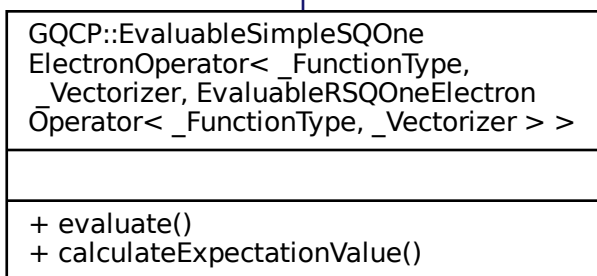 GQCP::EvaluableSimpleSQOne
ElectronOperator< _FunctionType,
_Vectorizer, EvaluableRSQOneElectron
Operator< _FunctionType, _Vectorizer > >
+ evaluate()
+ calculateExpectationValue()